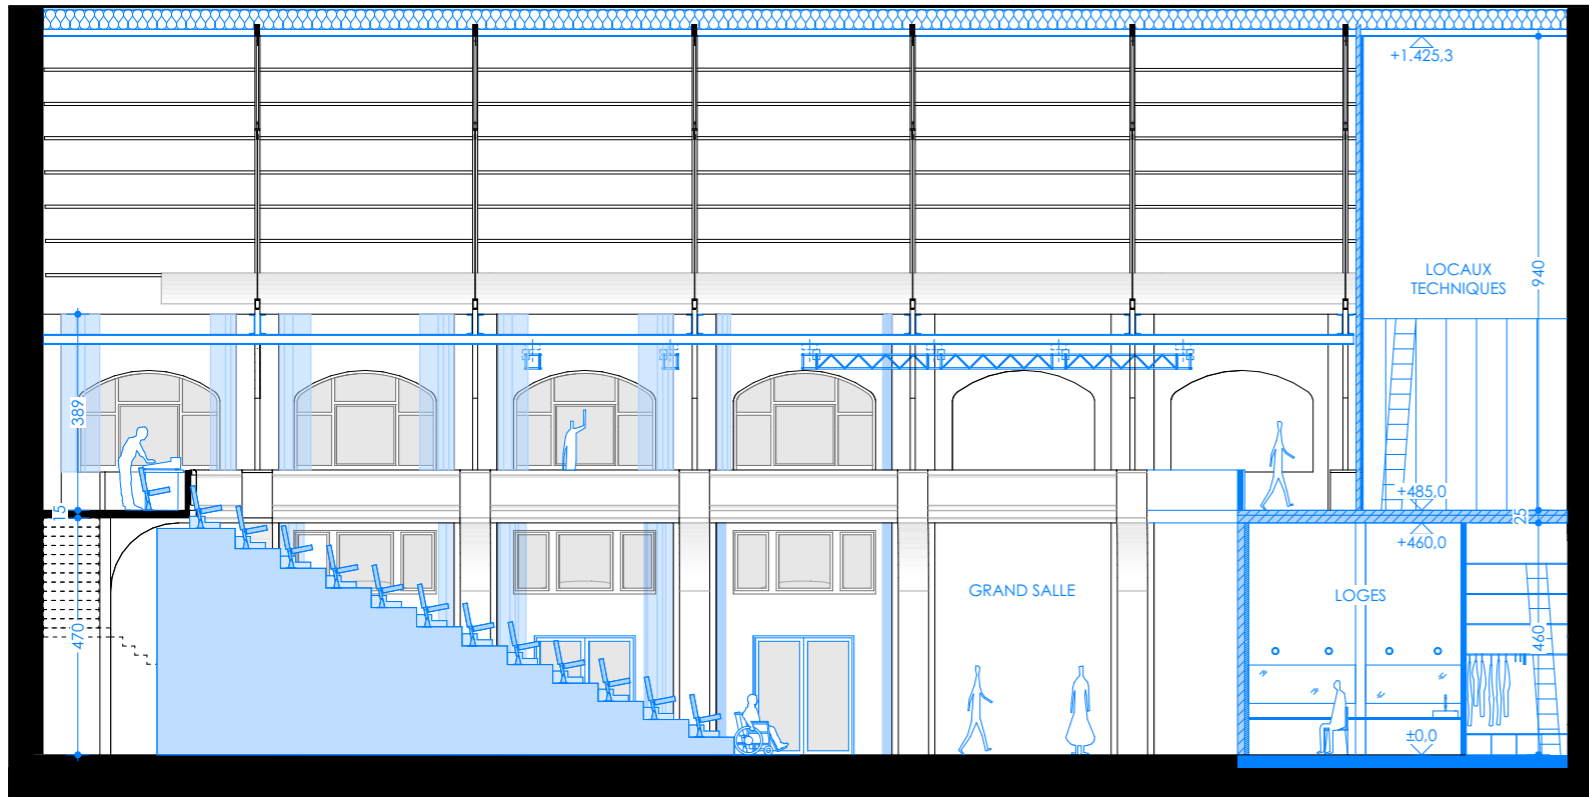 +1.425,3
LOCAUX
TECHNIQUES
940
389
+485,0
15
25
+460,0
GRAND SALLE
LOGES
470
460
±0,0